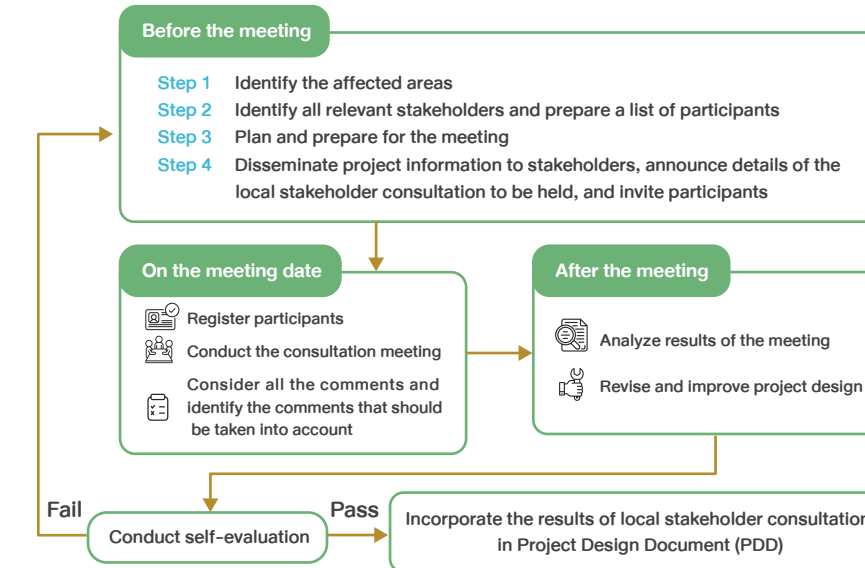 Before the meeting
Step 1 Identify the affected areas
Step 2 Identify all relevant stakeholders and prepare a list of participants
Step 3 Plan and prepare for the meeting
Step 4 Disseminate project information to stakeholders, announce details of the
local stakeholder consultation to be held, and invite participants
On the meeting date
Register participants
Conduct the consultation meeting
Consider all the comments and
identify the comments that should
be taken into account
After the meeting
Analyze results of the meeting
Revise and improve project design
Fail
Conduct self-evaluation
Pass
Incorporate the results of local stakeholder consultation
in Project Design Document (PDD)